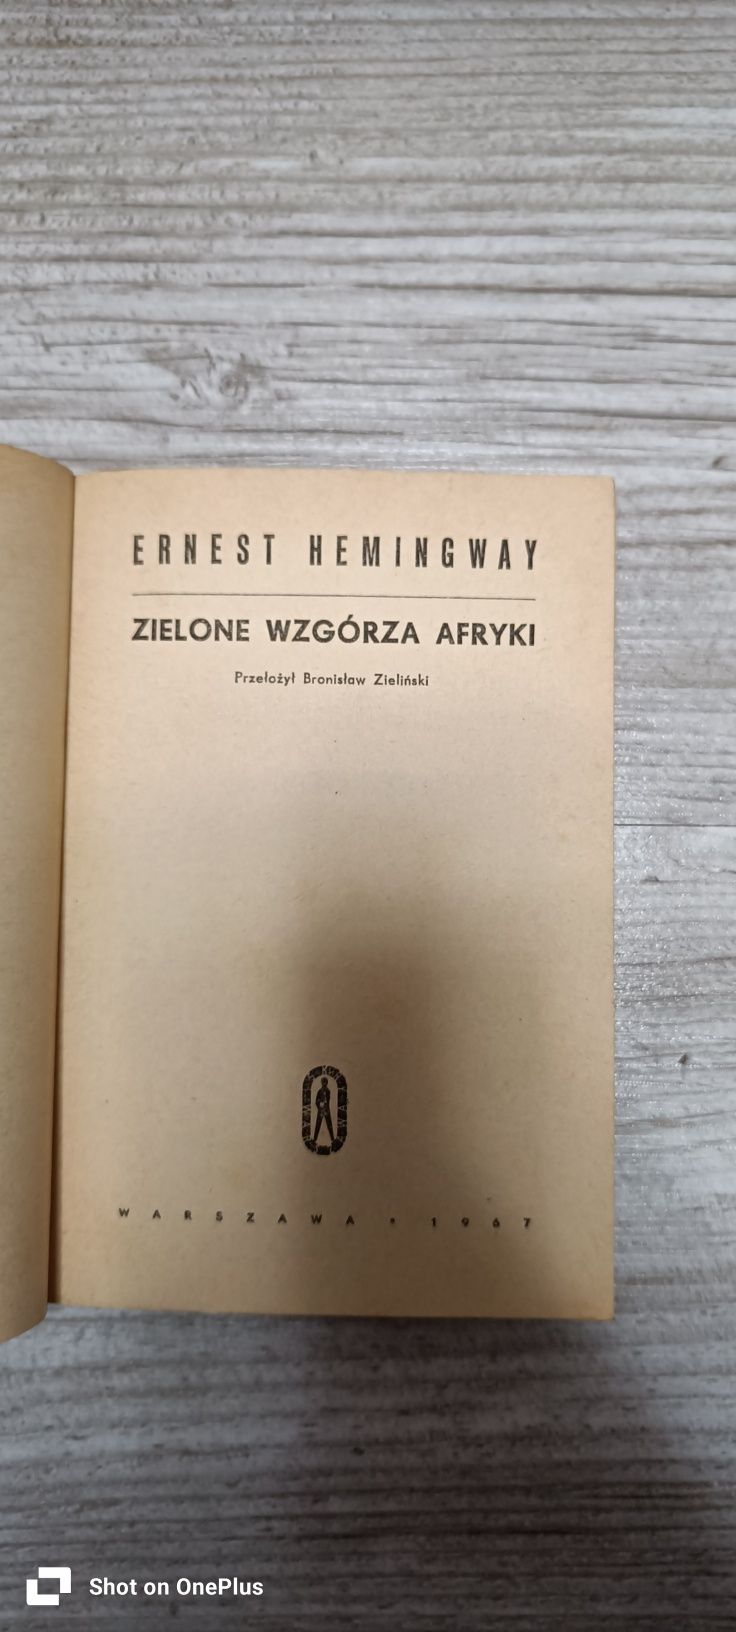 ERNEST HEMINGWAY
ZIELONE WZGÓRZA AFRYKI
Przełożył Bronisław Zieliński
WARSZAWA • 1967
Shot on OnePlus